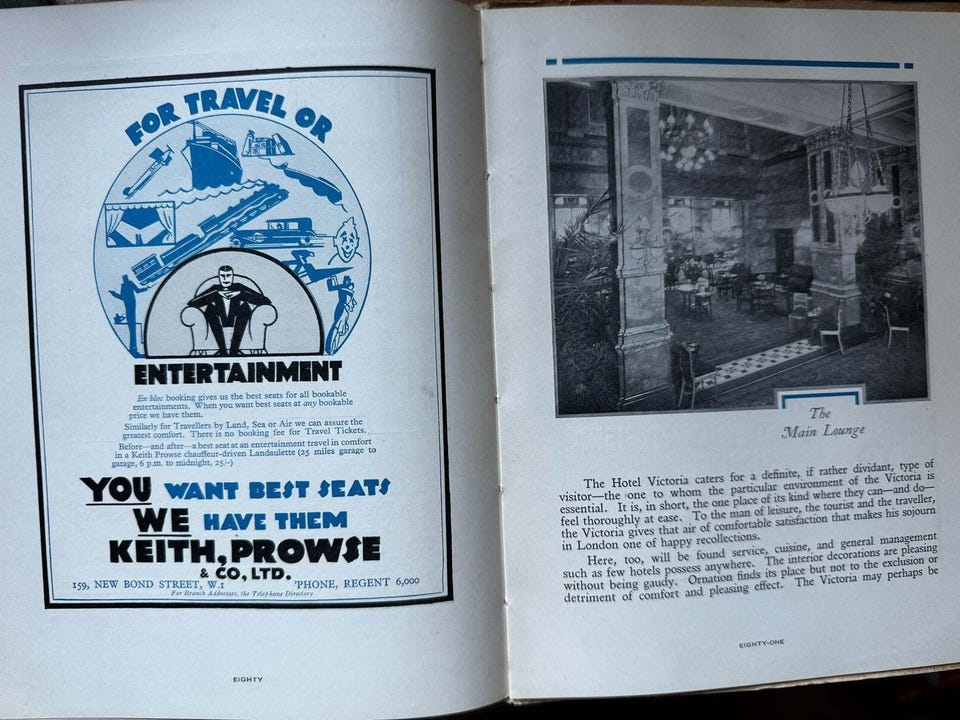 FOR TRAVEL OR
ENTERTAINMENT
En bloc booking gives us the best seats for all bookable
entertainments. When you want best seats at any bookable
price we have them.
Similarly for Travellers by Land, Sea or Air we can assure the
greatest comfort. There is no booking fee for Travel Tickets.
Before—and after—a best seat at an entertainment travel in comfort
in a Keith Prowse chauffeur-driven Landaulette (25 miles garage to
garage, 6 p.m. to midnight, 25/-)
YOU WANT BEST SEATS
WE HAVE THEM
KEITH, PROWSE
& CO, LTD.
159, NEW BOND STREET, W.1 'PHONE, REGENT 6,000
For Branch Addresses, the Telephone Directory
EIGHTY
The
Main Lounge
The Hotel Victoria caters for a definite, if rather dividant, type of
visitor—the one to whom the particular environment of the Victoria is
essential. It is, in short, the one place of its kind where they can—and do—
feel thoroughly at ease. To the man of leisure, the tourist and the traveller,
the Victoria gives that air of comfortable satisfaction that makes his sojourn
in London one of happy recollections.
Here, too, will be found service, cuisine, and general management
such as few hotels possess anywhere. The interior decorations are pleasing
without being gaudy. Ornation finds its place but not to the exclusion or
detriment of comfort and pleasing effect. The Victoria may perhaps be
EIGHTY-ONE